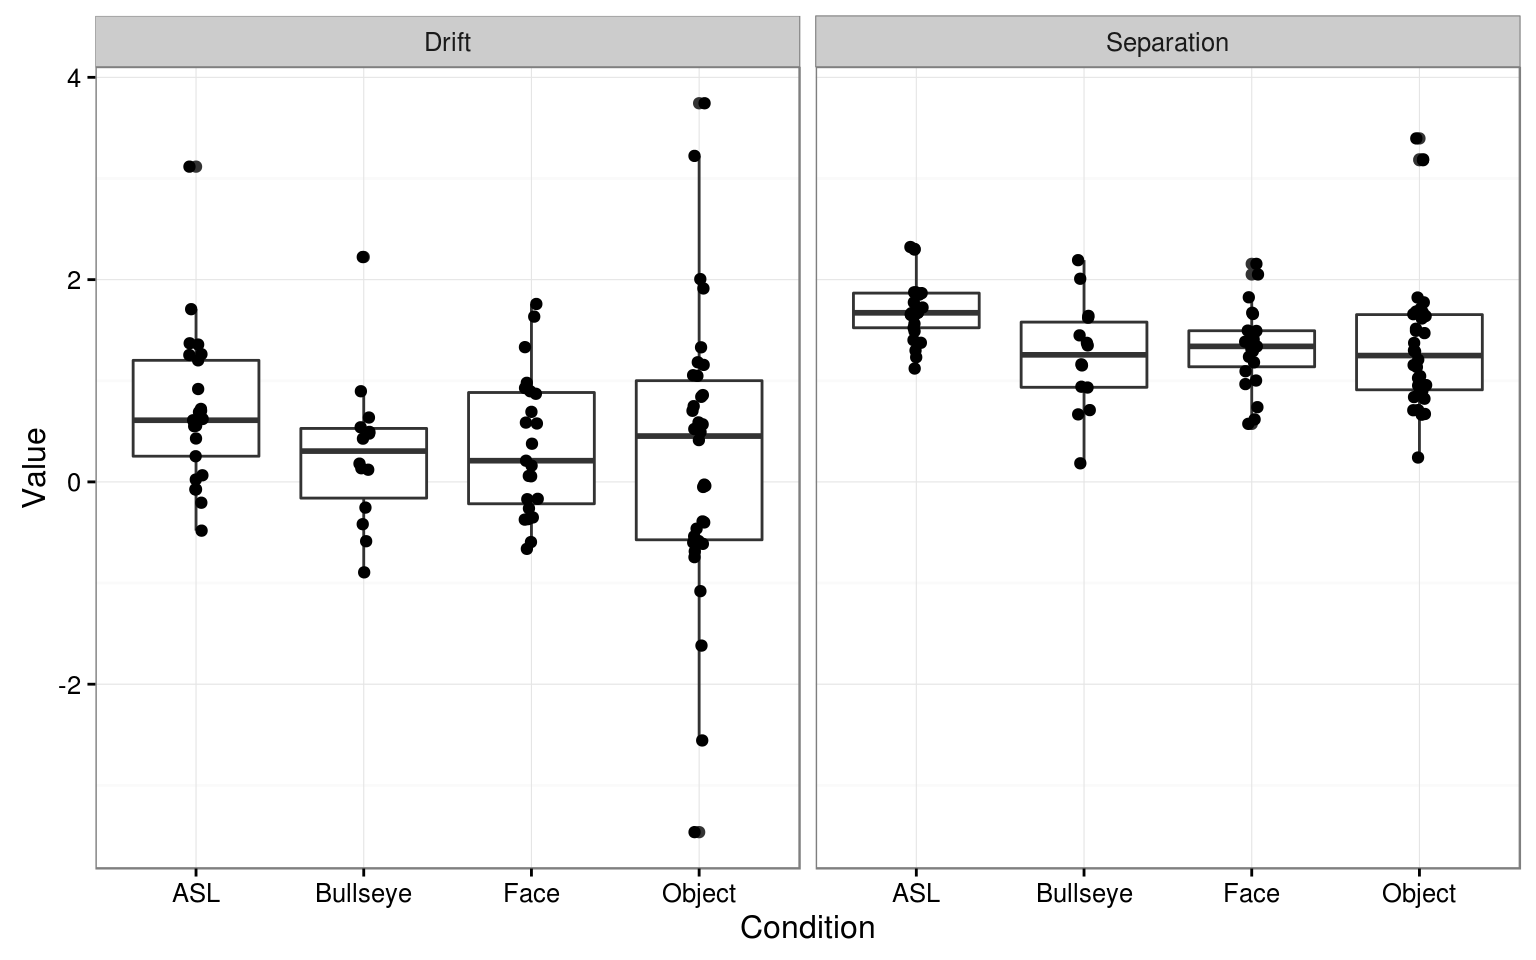 Drift
Separation
Value
4
2
0
-2
ASL Bullseye Face Object
ASL Bullseye Face Object
Condition